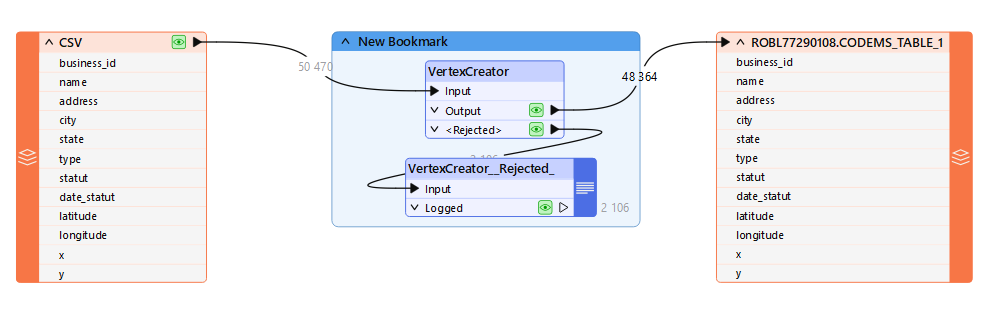 CSV
business_id
name
address
city
state
type
statut
date_statut
latitude
longitude
x
y
50 470
New Bookmark
VertexCreator
Input
Output
<Rejected>
2 106
VertexCreator__Rejected_
Input
Logged
2 106
48 364
ROBL77290108.CODEMS_TABLE_1
business_id
name
address
city
state
type
statut
date_statut
latitude
longitude
x
y